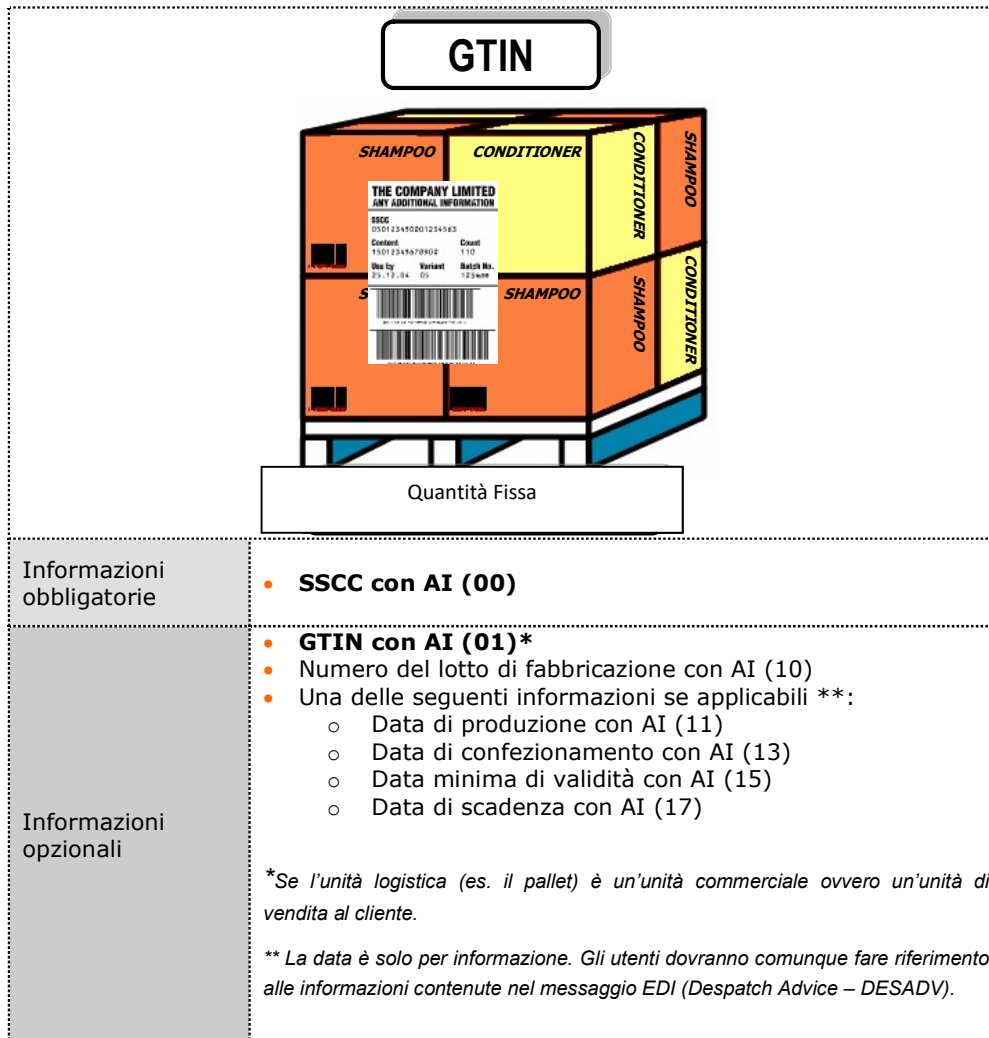 GTIN
SHAMPOO
CONDITIONER
CONDITIONER
SHAMPOO
THE COMPANY LIMITED
ANY ADDITIONAL INFORMATION
SSCC
Content Count
110
Use by Variant Batch No.
25.12.04 05
SHAMPOO
SHAMPOO
CONDITIONER
Quantità Fissa
Informazioni
obbligatorie
• SSCC con AI (00)
Informazioni
opzionali
• GTIN con AI (01)*
• Numero del lotto di fabbricazione con AI (10)
• Una delle seguenti informazioni se applicabili **:
o Data di produzione con AI (11)
o Data di confezionamento con AI (13)
o Data minima di validità con AI (15)
o Data di scadenza con AI (17)
*Se l’unità logistica (es. il pallet) è un’unità commerciale ovvero un’unità di
vendita al cliente.
** La data è solo per informazione. Gli utenti dovranno comunque fare riferimento
alle informazioni contenute nel messaggio EDI (Despatch Advice – DESADV).